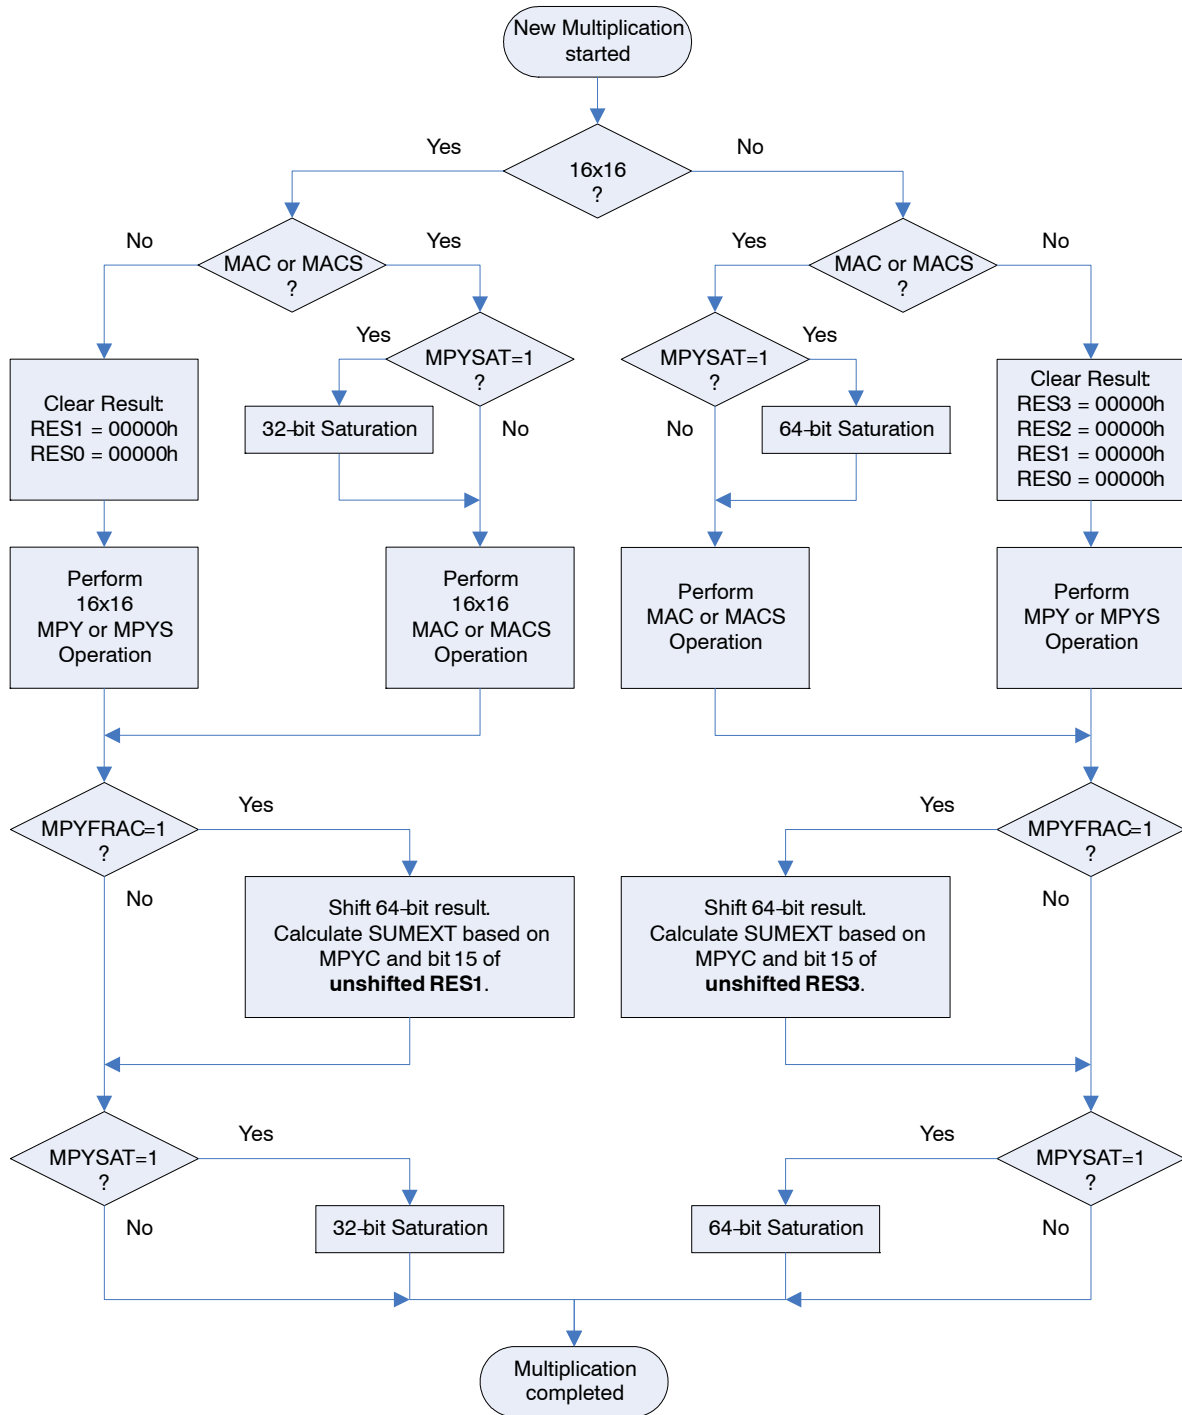 New Multiplication
started
Yes
No
16x16
?
No
Yes
Yes
No
MAC or MACS
?
MAC or MACS
?
Yes
Yes
MPYSAT=1
?
MPYSAT=1
?
Clear Result:
RES1 = 00000h
RES0 = 00000h
32-bit Saturation
No
No
64-bit Saturation
Clear Result:
RES3 = 00000h
RES2 = 00000h
RES1 = 00000h
RES0 = 00000h
Perform
16x16
MPY or MPYS
Operation
Perform
16x16
MAC or MACS
Operation
Perform
MAC or MACS
Operation
Perform
MPY or MPYS
Operation
Yes
Yes
MPYFRAC=1
?
MPYFRAC=1
?
No
No
Shift 64-bit result.
Calculate SUMEXT based on
MPYC and bit 15 of
unshifted RES1.
Shift 64-bit result.
Calculate SUMEXT based on
MPYC and bit 15 of
unshifted RES3.
Yes
Yes
MPYSAT=1
?
MPYSAT=1
?
No
32-bit Saturation
64-bit Saturation
No
Multiplication
completed